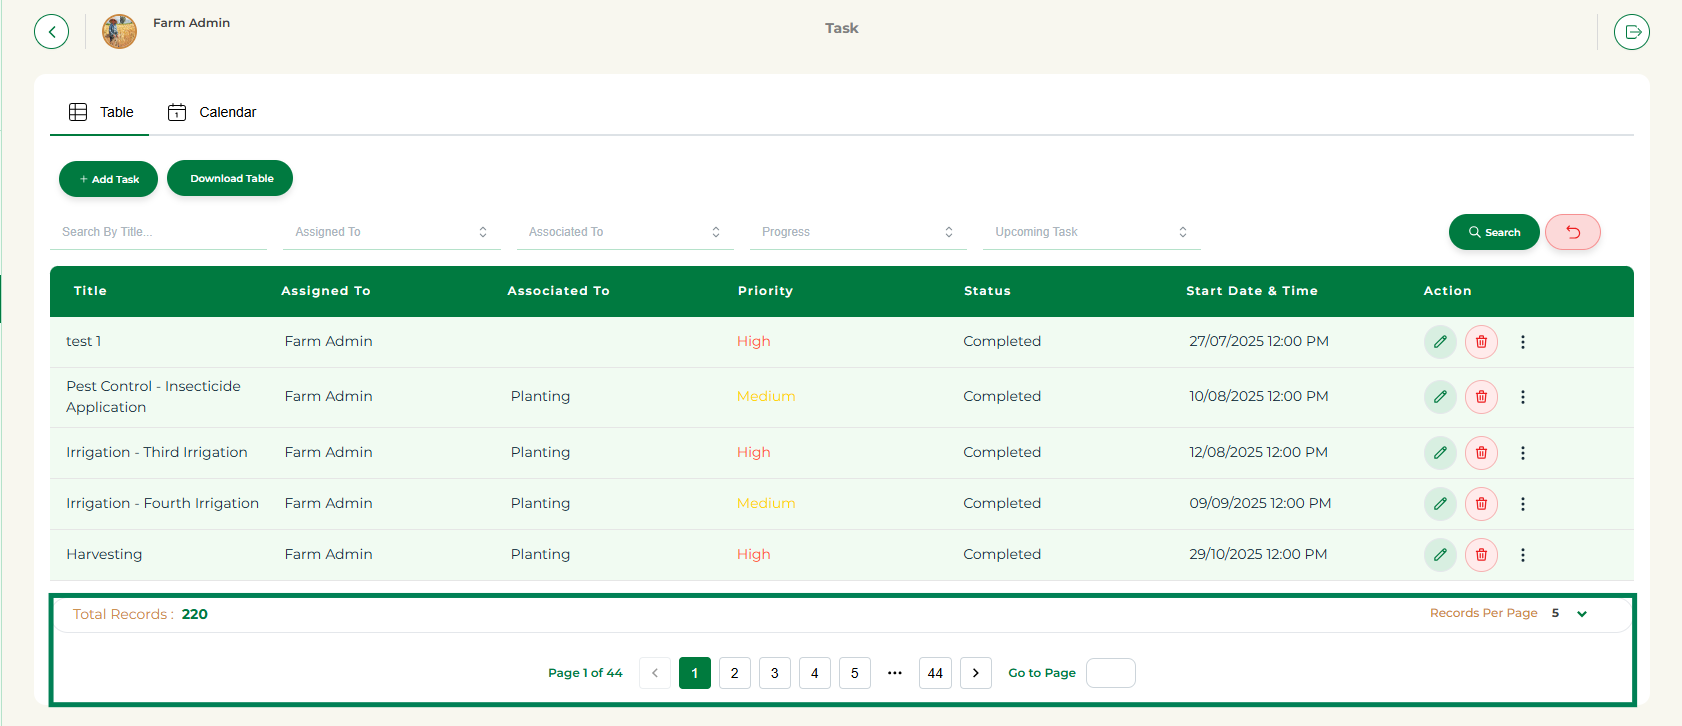 Farm Admin
Task
Table
Calendar
1
+ Add Task
Download Table
Search By Title...
Assigned To
Associated To
Progress
Upcoming Task
Search
Title Assigned To Associated To Priority Status Start Date & Time Action
test 1 Farm Admin High Completed 27/07/2025 12:00 PM
Pest Control - Insecticide
Application Farm Admin Planting Medium Completed 10/08/2025 12:00 PM
Irrigation - Third Irrigation Farm Admin Planting High Completed 12/08/2025 12:00 PM
Irrigation - Fourth Irrigation Farm Admin Planting Medium Completed 09/09/2025 12:00 PM
Harvesting Farm Admin Planting High Completed 29/10/2025 12:00 PM
Total Records : 220
Records Per Page 5
Page 1 of 44 < 1 2 3 4 5 ••• 44 > Go to Page